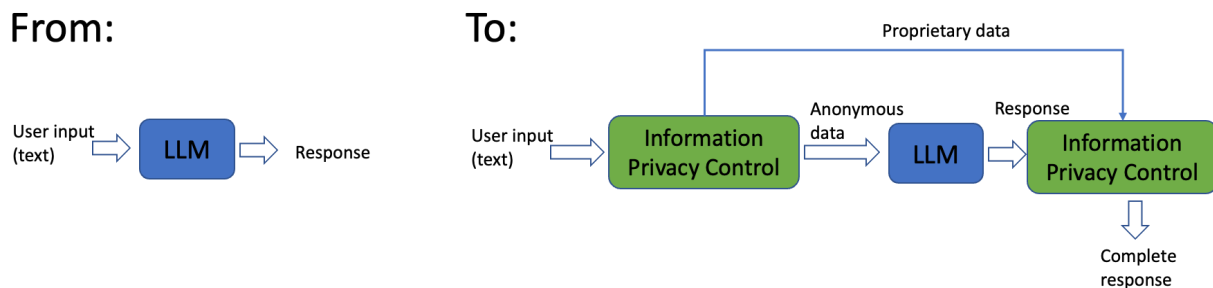 From:
User input
(text)
LLM
Response
To:
Proprietary data
User input
(text)
Information
Privacy Control
Anonymous
data
LLM
Response
Information
Privacy Control
Complete
response